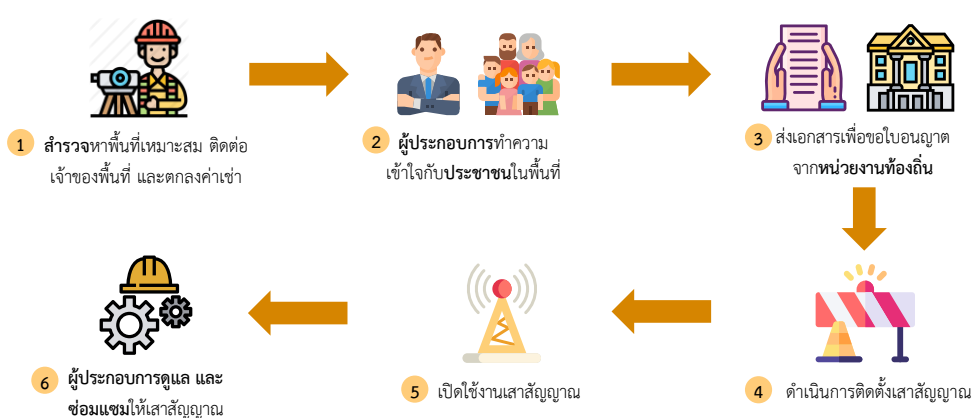 1 สำรวจหาพื้นที่เหมาะสม ติดต่อ
เจ้าของพื้นที่ และตกลงค่าเช่า
2 ผู้ประกอบการทำความ
เข้าใจกับประชาชนในพื้นที่
3 ส่งเอกสารเพื่อขอใบอนญาต
จากหน่วยงานท้องถิ่น
4 ดำเนินการติดตั้งเสาสัญญาณ
5 เปิดใช้งานเสาสัญญาณ
6 ผู้ประกอบการดูแล และ
ซ่อมแซมให้เสาสัญญาณ